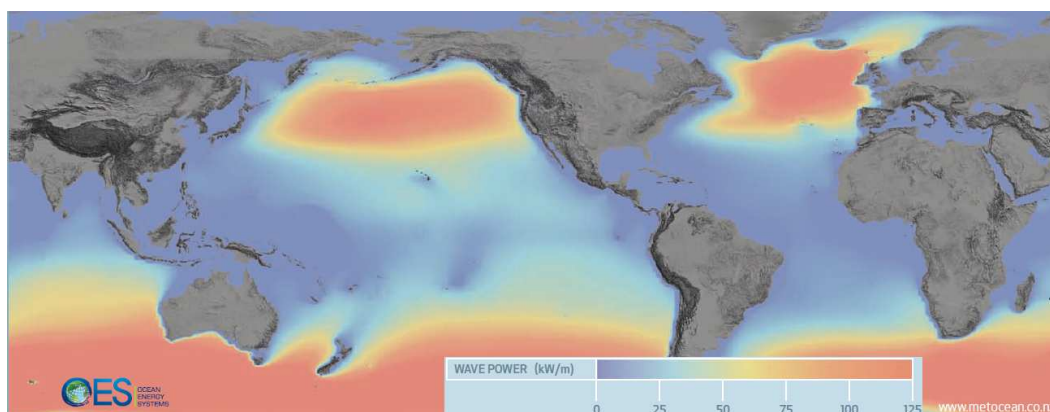 WAVE POWER (kW/m)
0 25 50 75 100 125
OES OCEAN
ENERGY
SYSTEMS
www.metocean.co.n